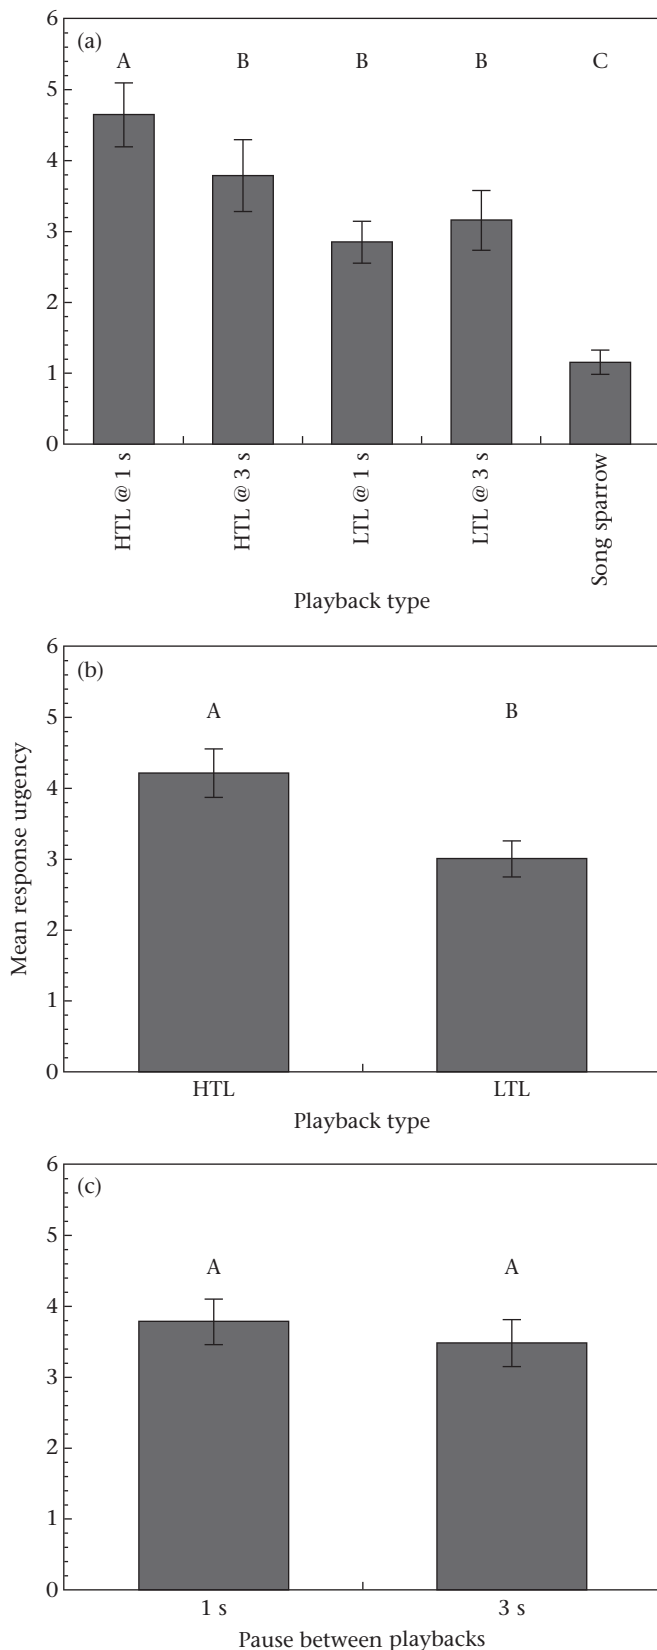 6
(a)
A B B B C
5
4
3
2
1
0
HTL @ 1 s
HTL @ 3 s
LTL @ 1 s
LTL @ 3 s
Song sparrow
Playback type
Mean response urgency
6
(b)
A B
5
4
3
2
1
0
HTL LTL
Playback type
6
(c)
5
A A
4
3
2
1
0
1 s 3 s
Pause between playbacks